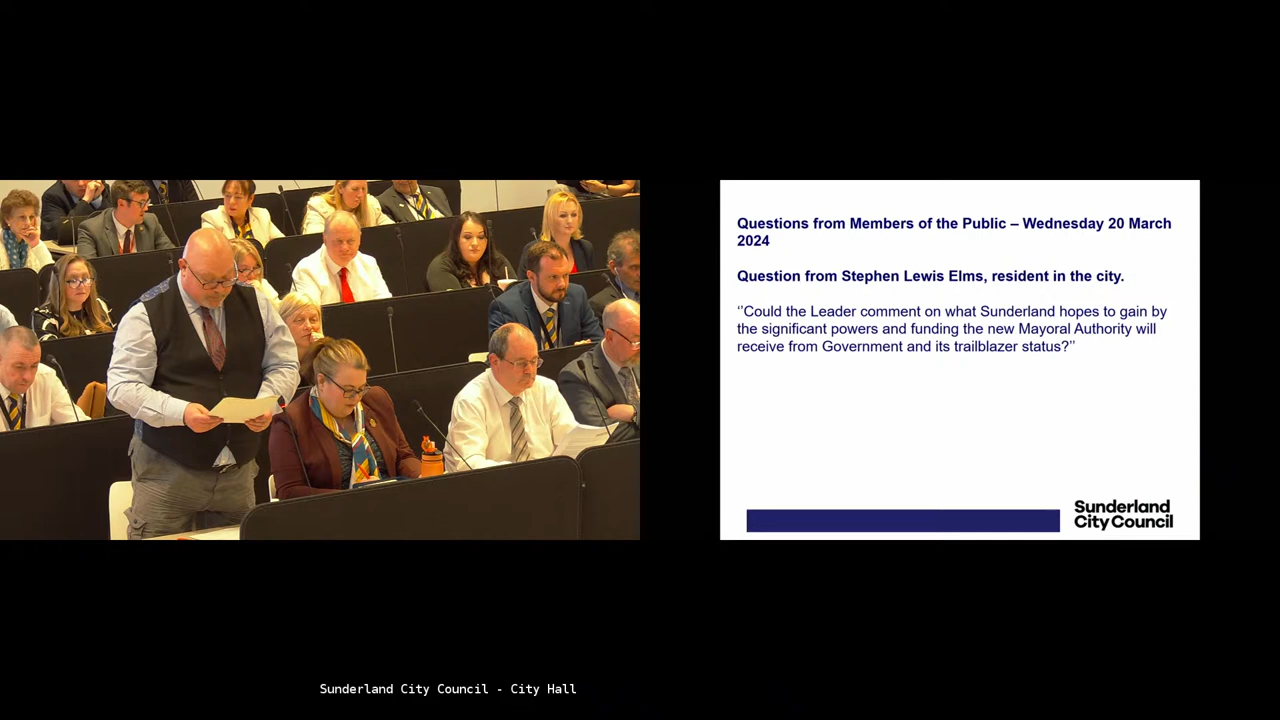 Questions from Members of the Public – Wednesday 20 March
2024
Question from Stephen Lewis Elms, resident in the city.
‘’Could the Leader comment on what Sunderland hopes to gain by
the significant powers and funding the new Mayoral Authority will
receive from Government and its trailblazer status?’’
Sunderland
City Council
Sunderland City Council - City Hall